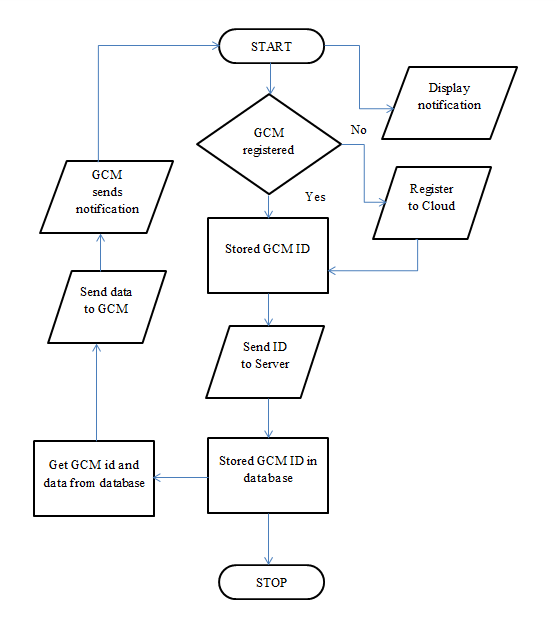 START
Display
notification
GCM
registered
No
GCM
sends
notification
Register
to Cloud
Yes
Stored GCM ID
Send data
to GCM
Send ID
to Server
Get GCM id and
data from database
Stored GCM ID in
database
STOP